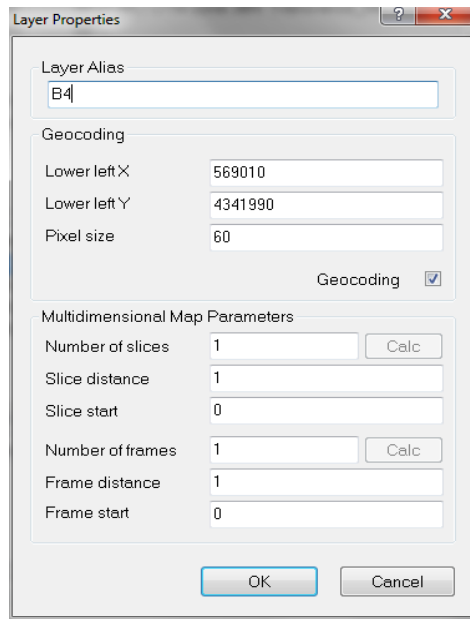 Layer Properties
?
Layer Alias
B4
Geocoding
Lower left X 569010
Lower left Y 4341990
Pixel size 60
Geocoding
Multidimensional Map Parameters
Number of slices 1 Calc
Slice distance 1
Slice start 0
Number of frames 1 Calc
Frame distance 1
Frame start 0
OK Cancel